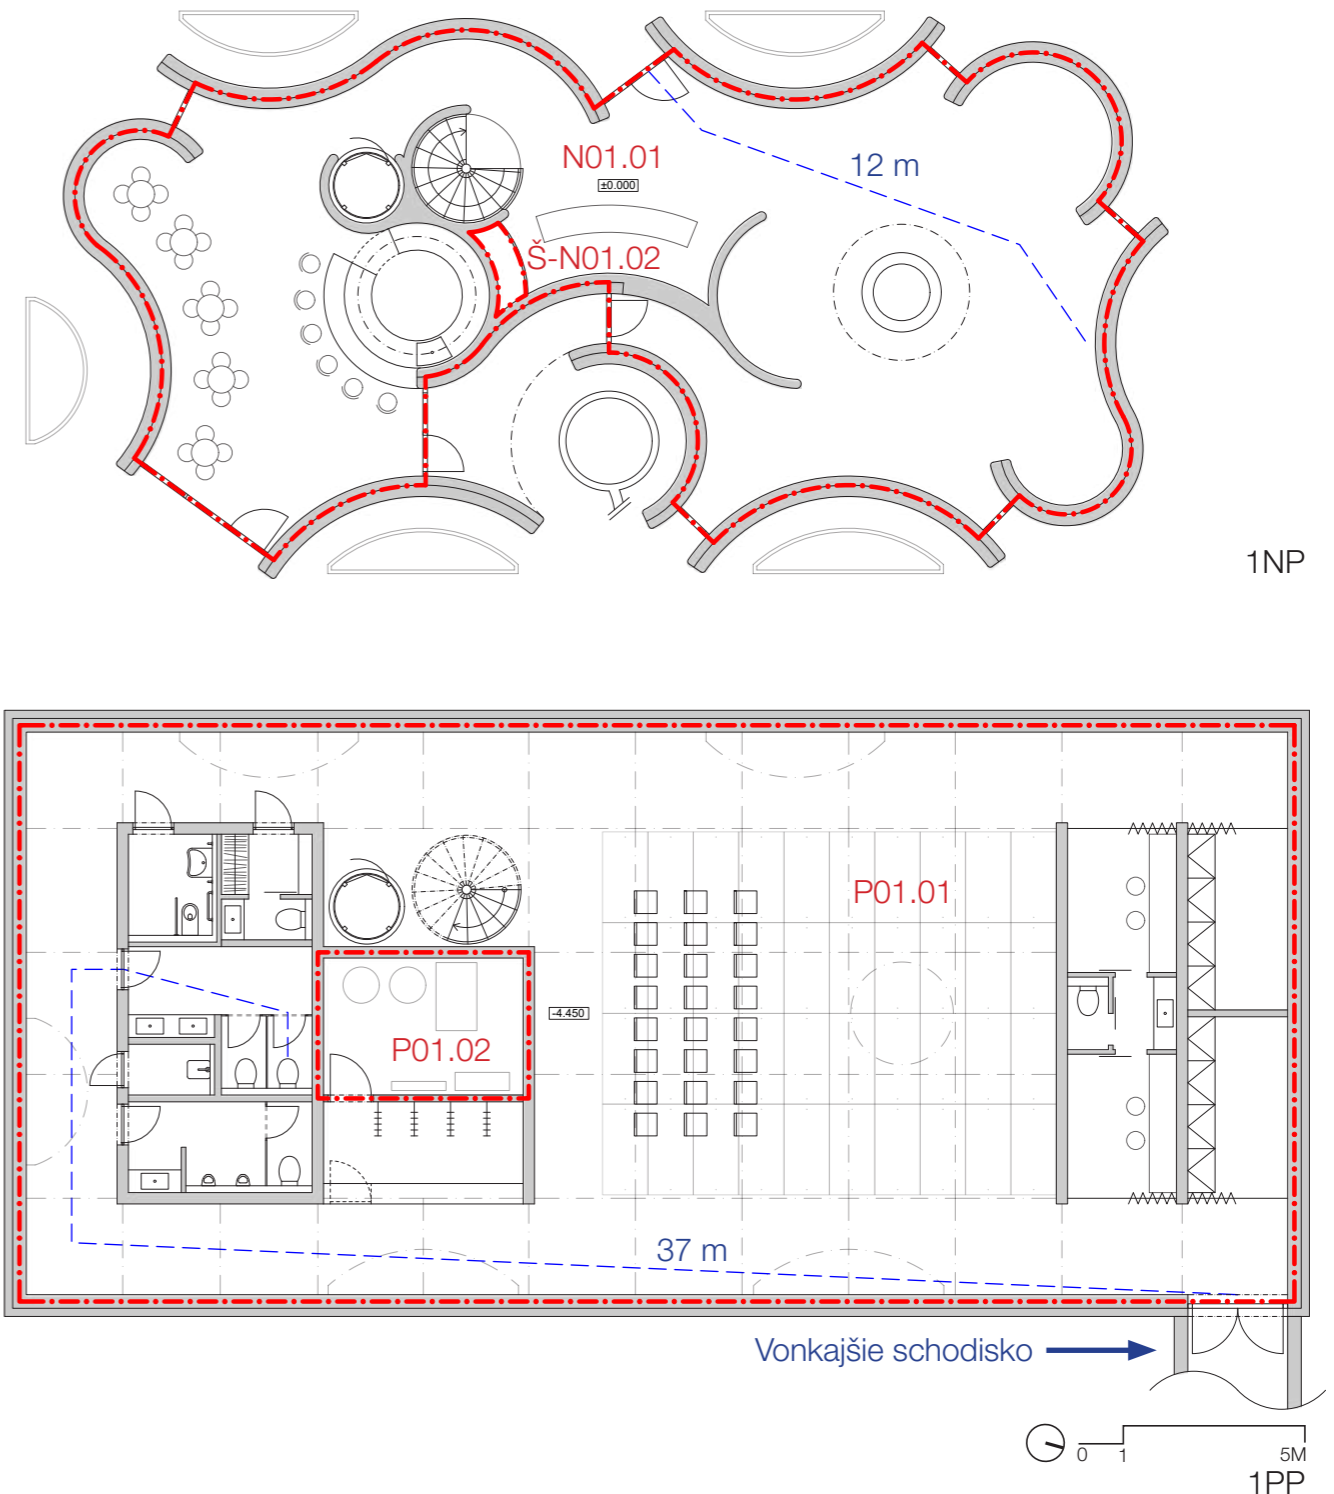 N01.01
±0.000
12 m
Š-N01.02
1NP
P01.01
-4.450
P01.02
37 m
Vonkajšie schodisko
0 1 5M
1PP